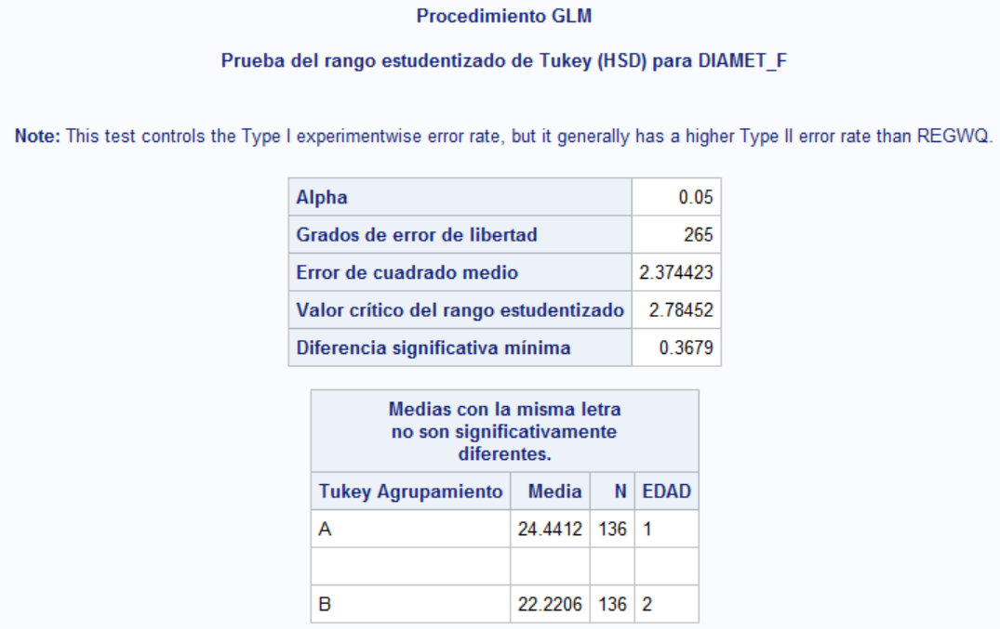 Procedimiento GLM
Prueba del rango estudentizado de Tukey (HSD) para DIAMET_F
Note: This test controls the Type I experimentwise error rate, but it generally has a higher Type II error rate than REGWQ.
Alpha 0.05
Grados de error de libertad 265
Error de cuadrado medio 2.374423
Valor crítico del rango estudentizado 2.78452
Diferencia significativa mínima 0.3679
Medias con la misma letra
no son significativamente
diferentes.
Tukey Agrupamiento Media N EDAD
A 24.4412 136 1
B 22.2206 136 2